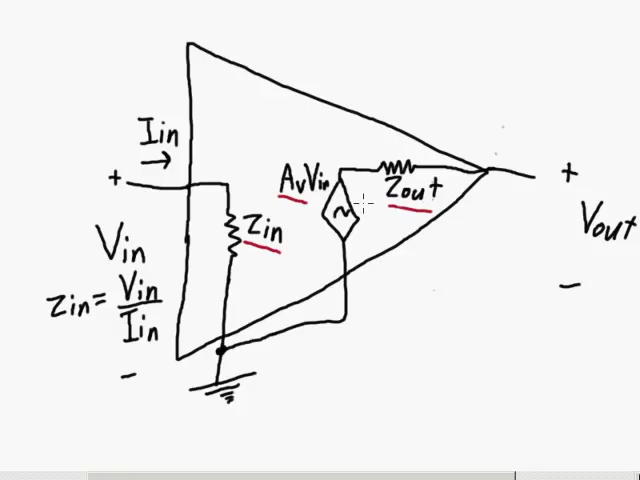 Iin
→
+
AvVin
Zout
+
Zin
Vin
Vout
Zin = Vin/Iin
−
−